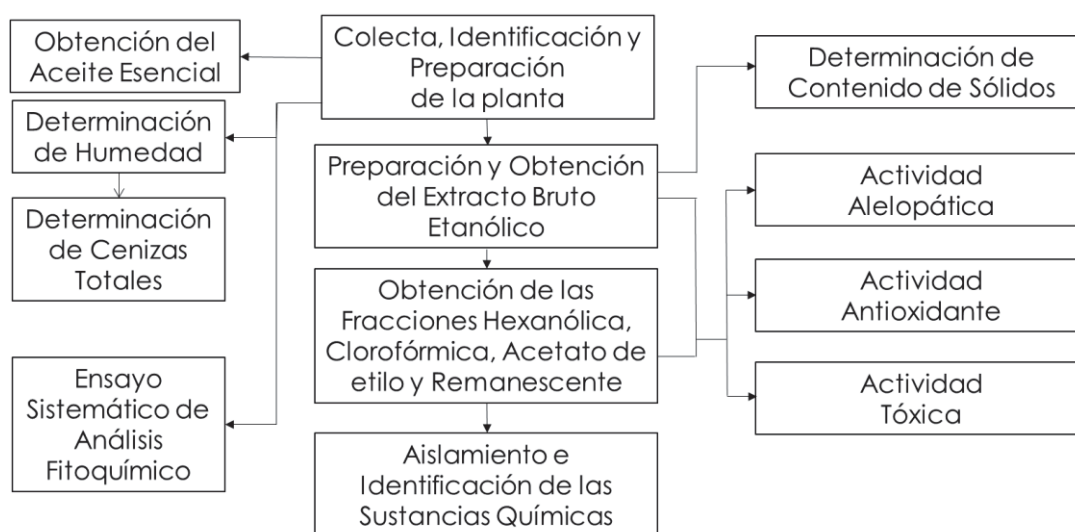 Obtención del
Aceite Esencial
Determinación
de Humedad
Determinación
de Cenizas
Totales
Ensayo
Sistemático de
Análisis
Fitoquímico
Colecta, Identificación y
Preparación
de la planta
Preparación y Obtención
del Extracto Bruto
Etanólico
Obtención de las
Fracciones Hexanólica,
Clorofórmica, Acetato de
etilo y Remanescente
Aislamiento e
Identificación de las
Sustancias Químicas
Determinación de
Contenido de Sólidos
Actividad
Alelopática
Actividad
Antioxidante
Actividad
Tóxica